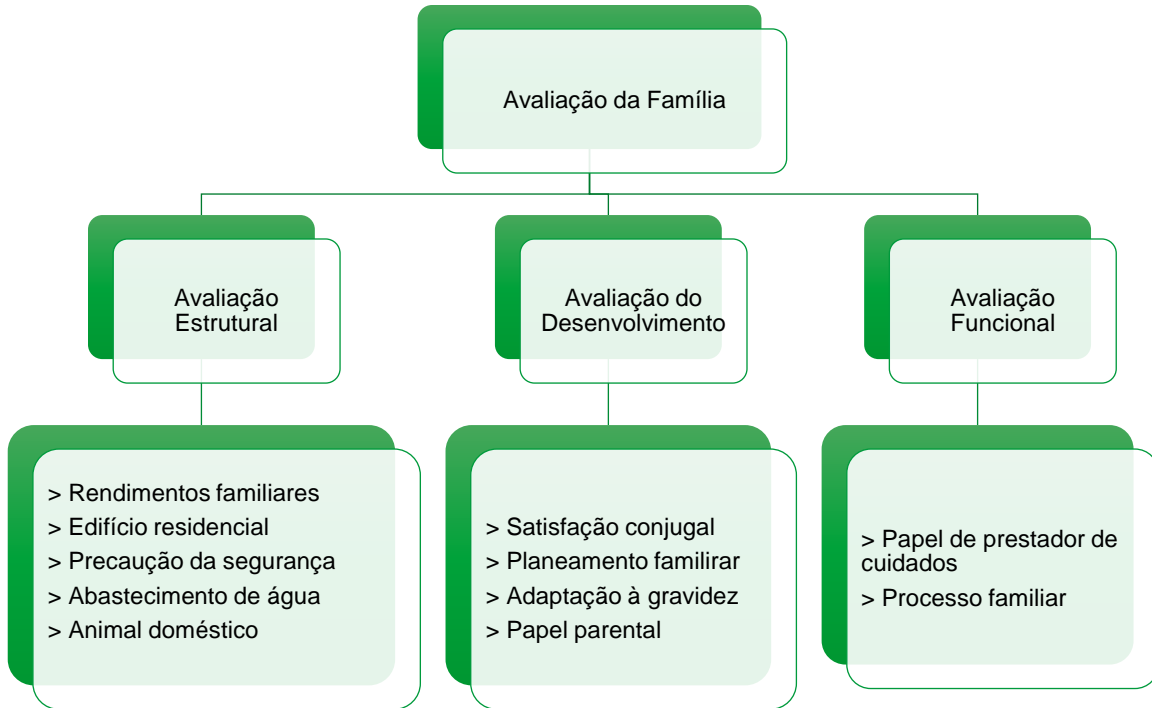 Avaliação da Família
Avaliação
Estrutural
Avaliação do
Desenvolvimento
Avaliação
Funcional
> Rendimentos familiares
> Edifício residencial
> Precaução da segurança
> Abastecimento de água
> Animal doméstico
> Satisfação conjugal
> Planeamento familirar
> Adaptação à gravidez
> Papel parental
> Papel de prestador de
cuidados
> Processo familiar